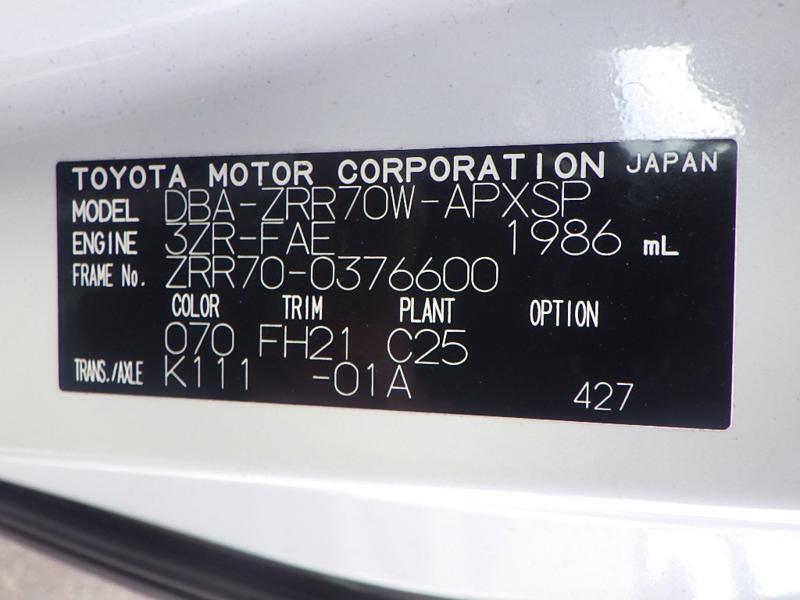 TOYOTA MOTOR CORPORATION JAPAN
MODEL DBA-ZRR70W-APXSP
ENGINE 3ZR-FAE 1986 mL
FRAME No. ZRR70-0376600
COLOR TRIM PLANT OPTION
070 FH21 C25
TRANS./AXLE K111 -01A
427